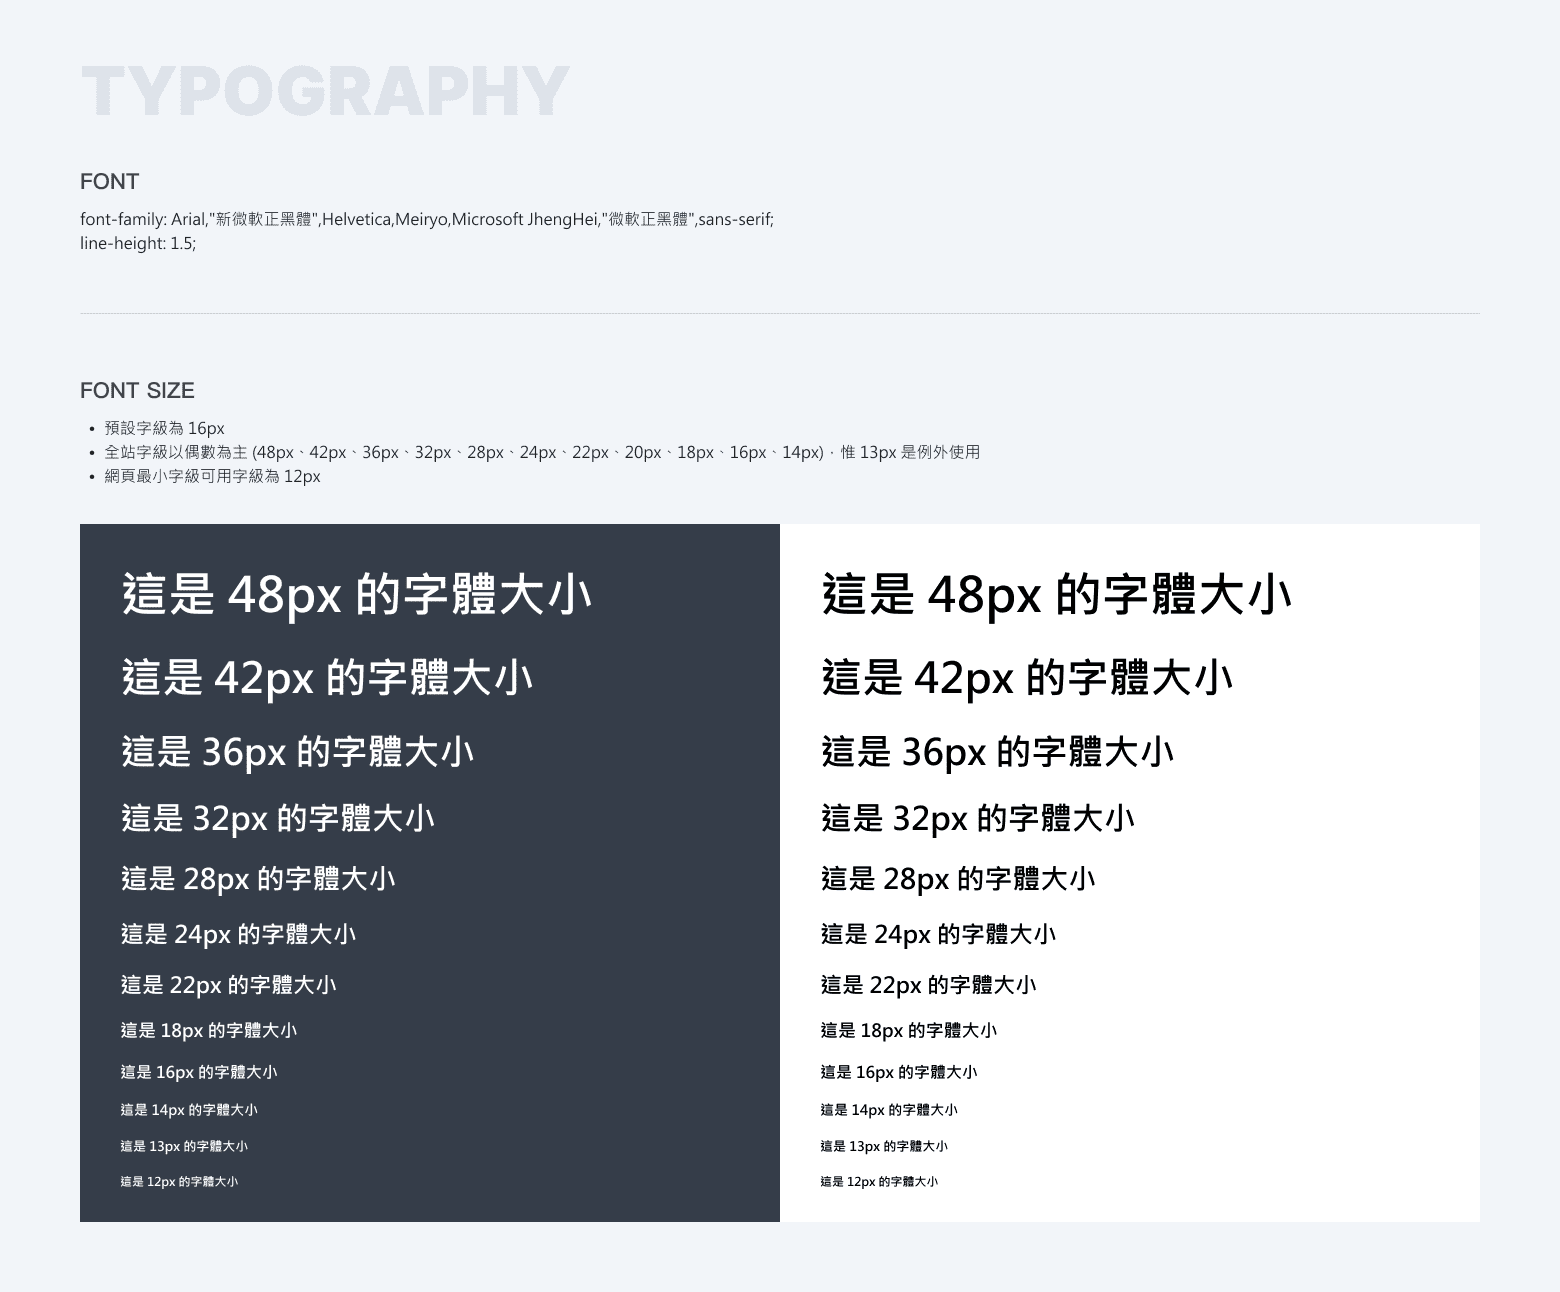 TYPOGRAPHY
FONT
font-family: Arial,"新微軟正黑體",Helvetica,Meiryo,Microsoft JhengHei,"微軟正黑體",sans-serif;
line-height: 1.5;
FONT SIZE
• 預設字級為 16px
• 全站字級以偶數為主 (48px、42px、36px、32px、28px、24px、22px、20px、18px、16px、14px)，惟 13px 是例外使用
• 網頁最小字級可用字級為 12px
這是 48px 的字體大小
這是 42px 的字體大小
這是 36px 的字體大小
這是 32px 的字體大小
這是 28px 的字體大小
這是 24px 的字體大小
這是 22px 的字體大小
這是 18px 的字體大小
這是 16px 的字體大小
這是 14px 的字體大小
這是 13px 的字體大小
這是 12px 的字體大小
這是 48px 的字體大小
這是 42px 的字體大小
這是 36px 的字體大小
這是 32px 的字體大小
這是 28px 的字體大小
這是 24px 的字體大小
這是 22px 的字體大小
這是 18px 的字體大小
這是 16px 的字體大小
這是 14px 的字體大小
這是 13px 的字體大小
這是 12px 的字體大小